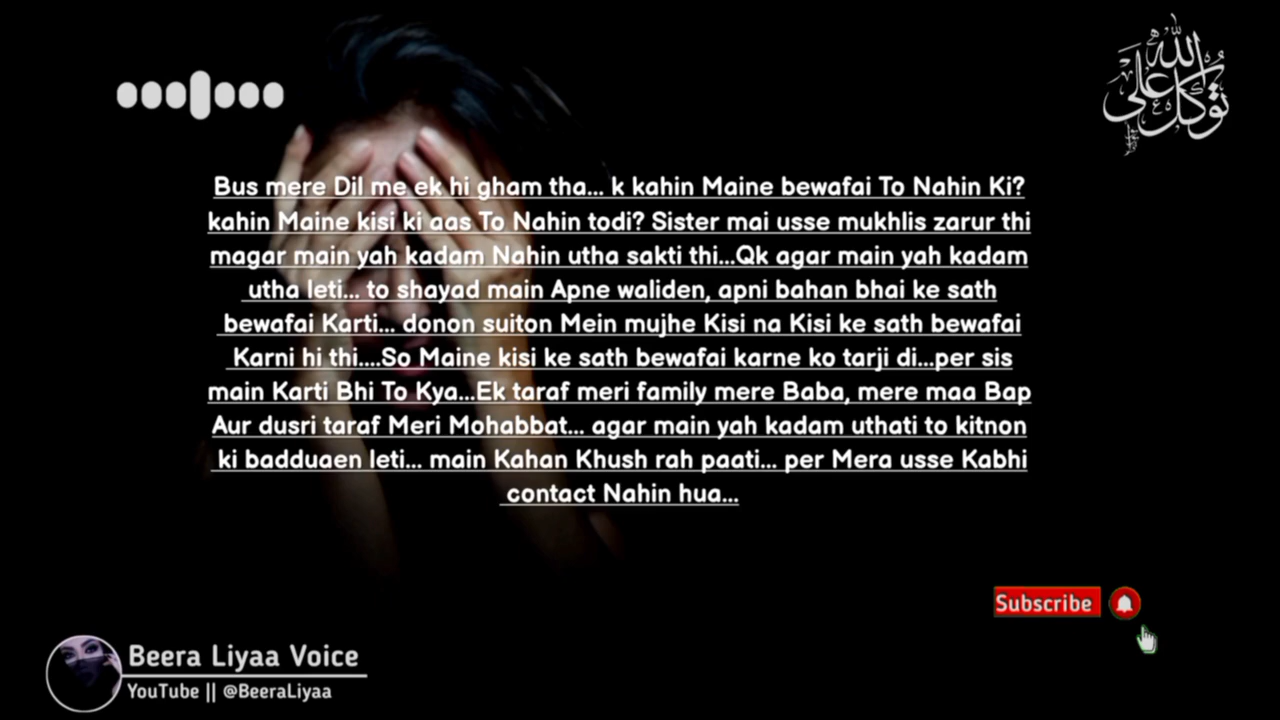 توكل على الله
Bus mere Dil me ek hi gham tha... k kahin Maine bewafai To Nahin Ki?
kahin Maine kisi ki aas To Nahin todi? Sister mai usse mukhlis zarur thi
magar main yah kadam Nahin utha sakti thi...Qk agar main yah kadam
utha leti... to shayad main Apne waliden, apni bahan bhai ke sath
bewafai Karti... donon suiton Mein mujhe Kisi na Kisi ke sath bewafai
Karni hi thi....So Maine kisi ke sath bewafai karne ko tarji di...per sis
main Karti Bhi To Kya...Ek taraf meri family mere Baba, mere maa Bap
Aur dusri taraf Meri Mohabbat... agar main yah kadam uthati to kitnon
ki badduaen leti... main Kahan Khush rah paati... per Mera usse Kabhi
contact Nahin hua...
Subscribe
Beera Liyaa Voice
YouTube || @BeeraLiyaa